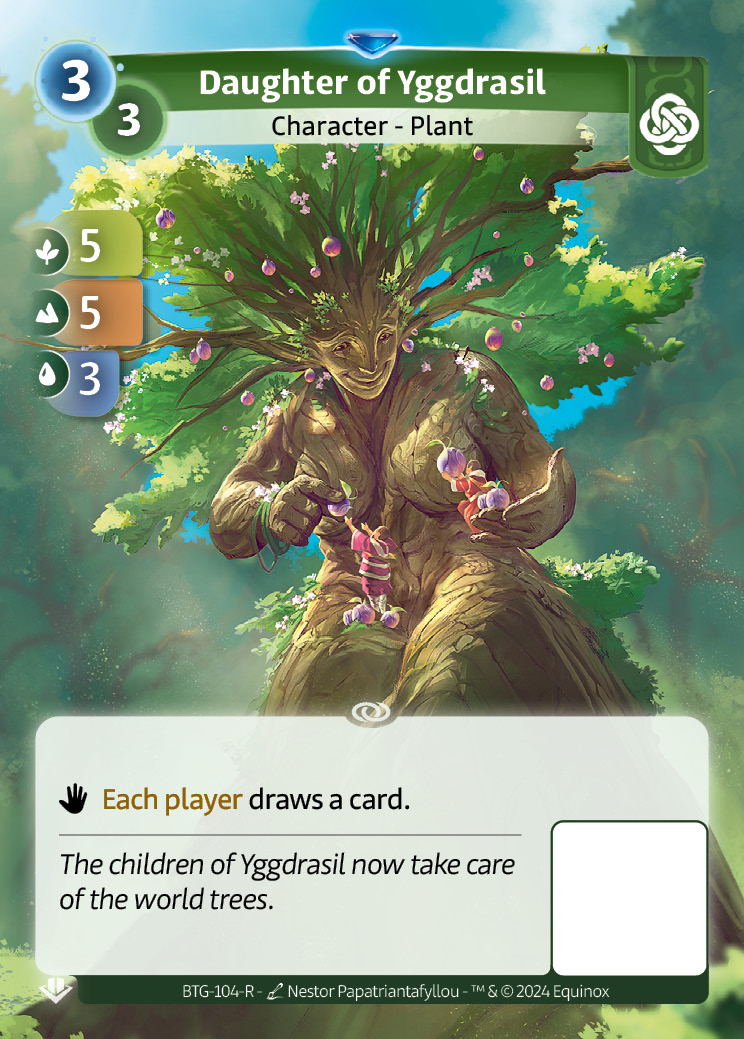 3
3
Daughter of Yggdrasil
Character - Plant
5
5
3
Each player draws a card.
The children of Yggdrasil now take care
of the world trees.
BTG-104-R - Nestor Papatriantafyllou - ™ & © 2024 Equinox